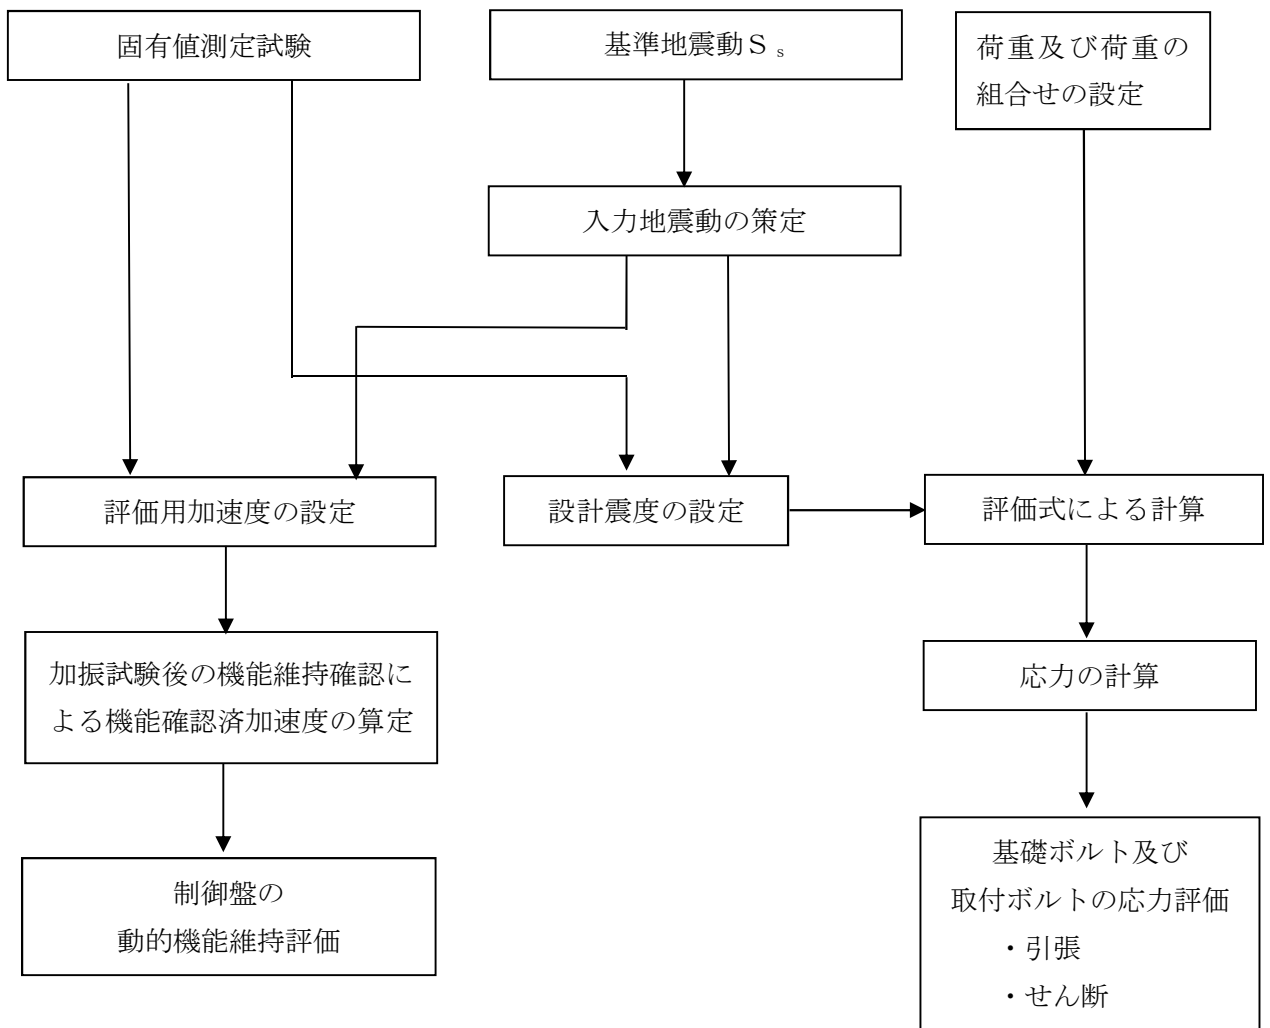 固有値測定試験
基準地震動Ｓｓ
荷重及び荷重の
組合せの設定
入力地震動の策定
評価用加速度の設定
設計震度の設定
評価式による計算
加振試験後の機能維持確認に
よる機能確認済加速度の算定
応力の計算
制御盤の
動的機能維持評価
基礎ボルト及び
取付ボルトの応力評価
・引張
・せん断